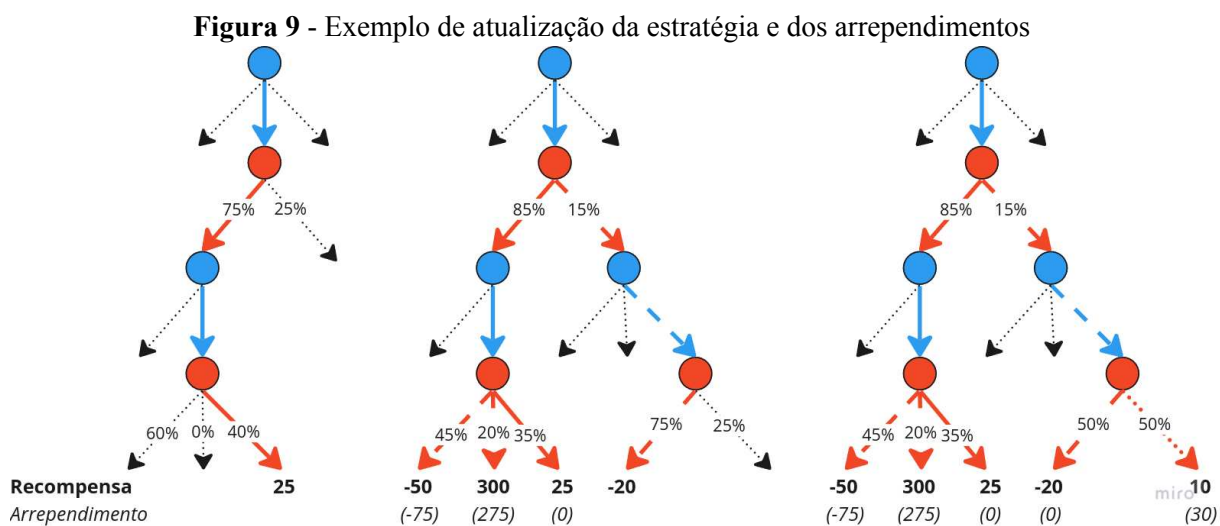 Figura 9 - Exemplo de atualização da estratégia e dos arrependimentos
75% 25% 85% 15% 85% 15%
60% 0% 40% 45% 20% 35% 75% 25% 45% 20% 35% 50% 50%
Recompensa 25 -50 300 25 -20 -50 300 25 -20 10
miro
Arrependimento (-75) (275) (0) (-75) (275) (0) (0) (30)